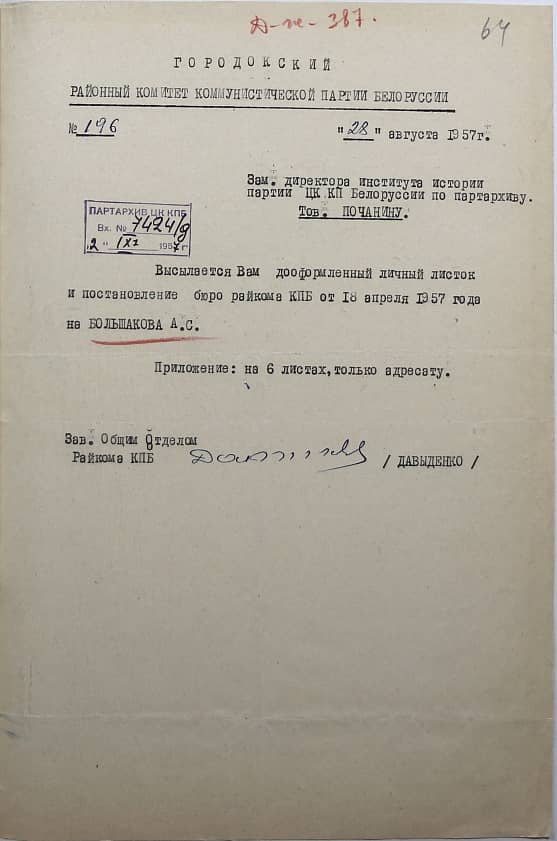 Д-пе-387.
64
ГОРОДОКСКИЙ
РАЙОННЫЙ КОМИТЕТ КОММУНИСТИЧЕСКОЙ ПАРТИИ БЕЛОРУССИИ
№ 196
"28" августа 1957г.
Зам. директора института истории
партии ЦК КП Белоруссии по партархиву.
Тов. ПОЧАНИНУ.
ПАРТАРХИВ ЦК КПБ
Вх. № 7424/9
"2" IX 1957 г.
Высылается Вам дооформленный личный листок
и постановление бюро райкома КПБ от 18 апреля 1957 года
на БОЛЬШАКОВА А.С.
Приложение: на 6 листах, только адресату.
Зав. Общим Отделом
Райкома КПБ / ДАВЫДЕНКО /